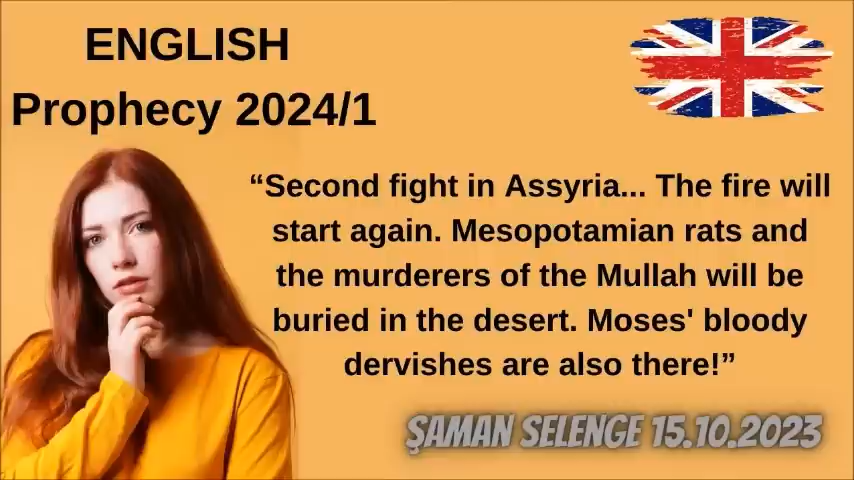 ENGLISH
Prophecy 2024/1
“Second fight in Assyria... The fire will
start again. Mesopotamian rats and
the murderers of the Mullah will be
buried in the desert. Moses' bloody
dervishes are also there!”
ŞAMAN SELENGE 15.10.2023